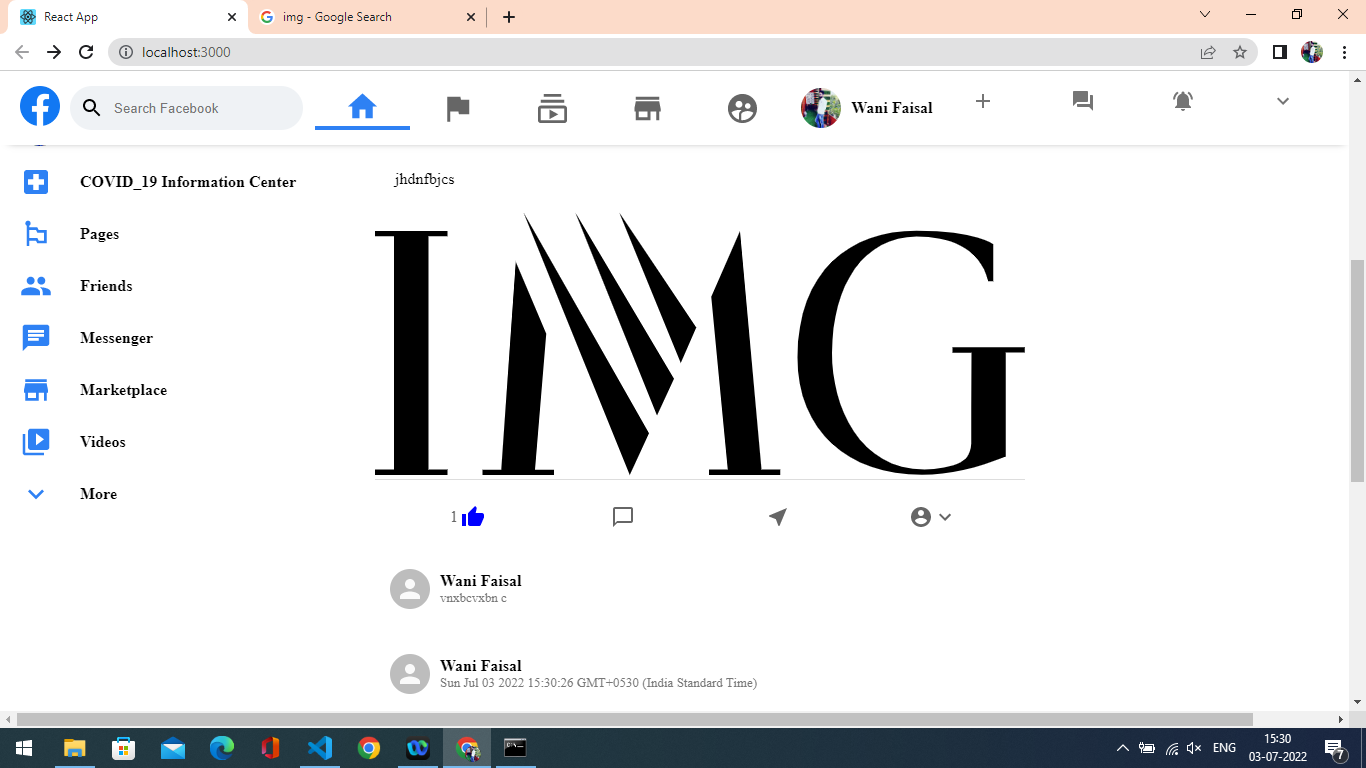 React App
img - Google Search
localhost:3000
Search Facebook
Wani Faisal
COVID_19 Information Center
Pages
Friends
Messenger
Marketplace
Videos
More
jhdnfbjcs
IMG
1
Wani Faisal
vnxbcvxbn c
Wani Faisal
Sun Jul 03 2022 15:30:26 GMT+0530 (India Standard Time)
ENG
15:30
03-07-2022
7